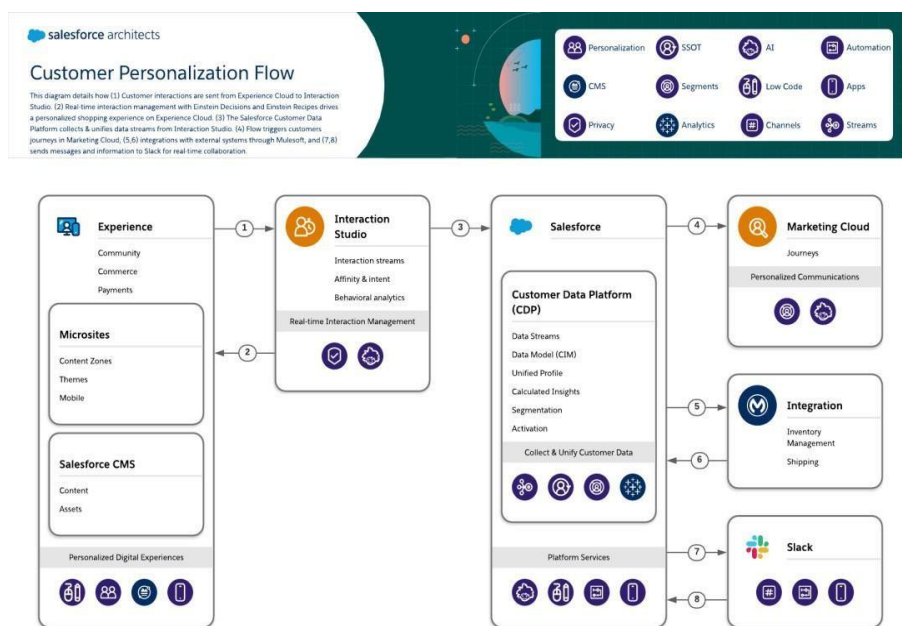 salesforce architects
Customer Personalization Flow
This diagram details how (1) Customer interactions are sent from Experience Cloud to Interaction
Studio. (2) Real-time interaction management with Einstein Decisions and Einstein Recipes drives
a personalized shopping experience on Experience Cloud. (3) The Salesforce Customer Data
Platform collects & unifies data streams from Interaction Studio. (4) Flow triggers customers
journeys in Marketing Cloud, (5,6) integrations with external systems through Mulesoft, and (7,8)
sends messages and information to Slack for real-time collaboration.
Personalization
SSOT
AI
Automation
CMS
Segments
Low Code
Apps
Privacy
Analytics
Channels
Streams
Experience
Community
Commerce
Payments
Microsites
Content Zones
Themes
Mobile
Salesforce CMS
Content
Assets
Personalized Digital Experiences
1
2
Interaction
Studio
Interaction streams
Affinity & intent
Behavioral analytics
Real-time Interaction Management
3
Salesforce
Customer Data Platform
(CDP)
Data Streams
Data Model (CIM)
Unified Profile
Calculated Insights
Segmentation
Activation
Collect & Unify Customer Data
Platform Services
4
Marketing Cloud
Journeys
Personalized Communications
5
6
Integration
Inventory
Management
Shipping
7
8
Slack